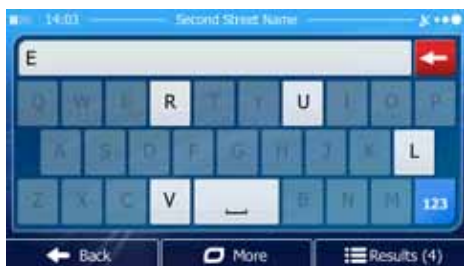 14:03 Second Street Name
E
Q W E R T Y U I O P
A S D F G H J K L
Z X C V B N M 123
Back More Results (4)